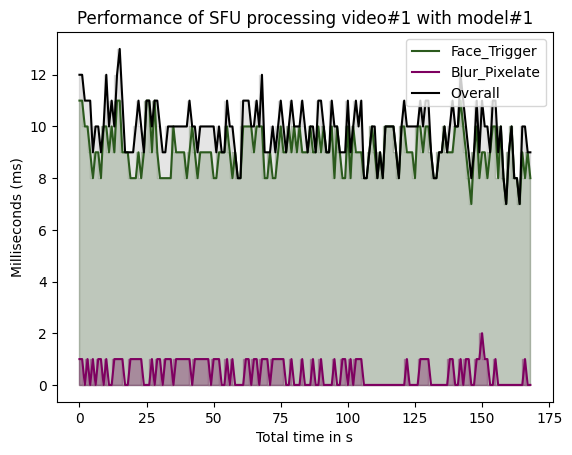 Performance of SFU processing video#1 with model#1
Face_Trigger
Blur_Pixelate
Overall
Milliseconds (ms)
12
10
8
6
4
2
0
0 25 50 75 100 125 150 175
Total time in s